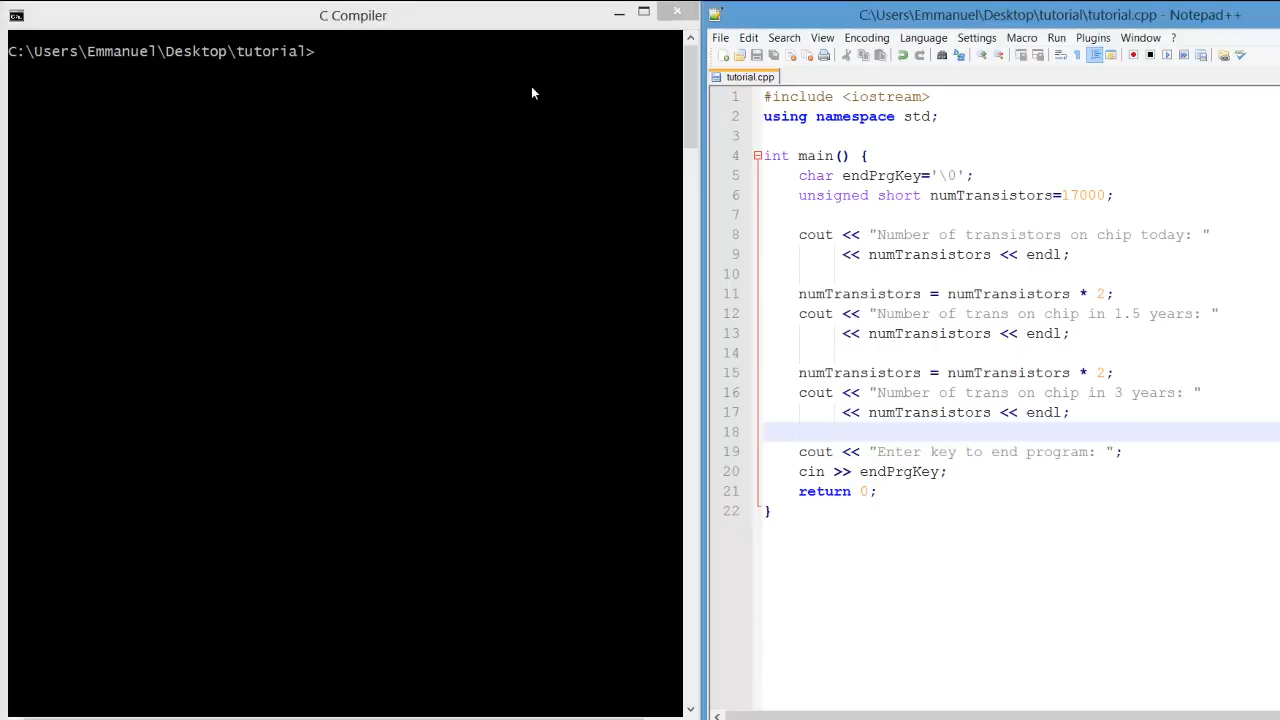 C Compiler
C:\Users\Emmanuel\Desktop\tutorial>
C:\Users\Emmanuel\Desktop\tutorial\tutorial.cpp - Notepad++
File Edit Search View Encoding Language Settings Macro Run Plugins Window ?
tutorial.cpp
1 #include <iostream>
2 using namespace std;
3
4 int main() {
5 char endPrgKey='\0';
6 unsigned short numTransistors=17000;
7
8 cout << "Number of transistors on chip today: "
9 << numTransistors << endl;
10
11 numTransistors = numTransistors * 2;
12 cout << "Number of trans on chip in 1.5 years: "
13 << numTransistors << endl;
14
15 numTransistors = numTransistors * 2;
16 cout << "Number of trans on chip in 3 years: "
17 << numTransistors << endl;
18
19 cout << "Enter key to end program: ";
20 cin >> endPrgKey;
21 return 0;
22 }